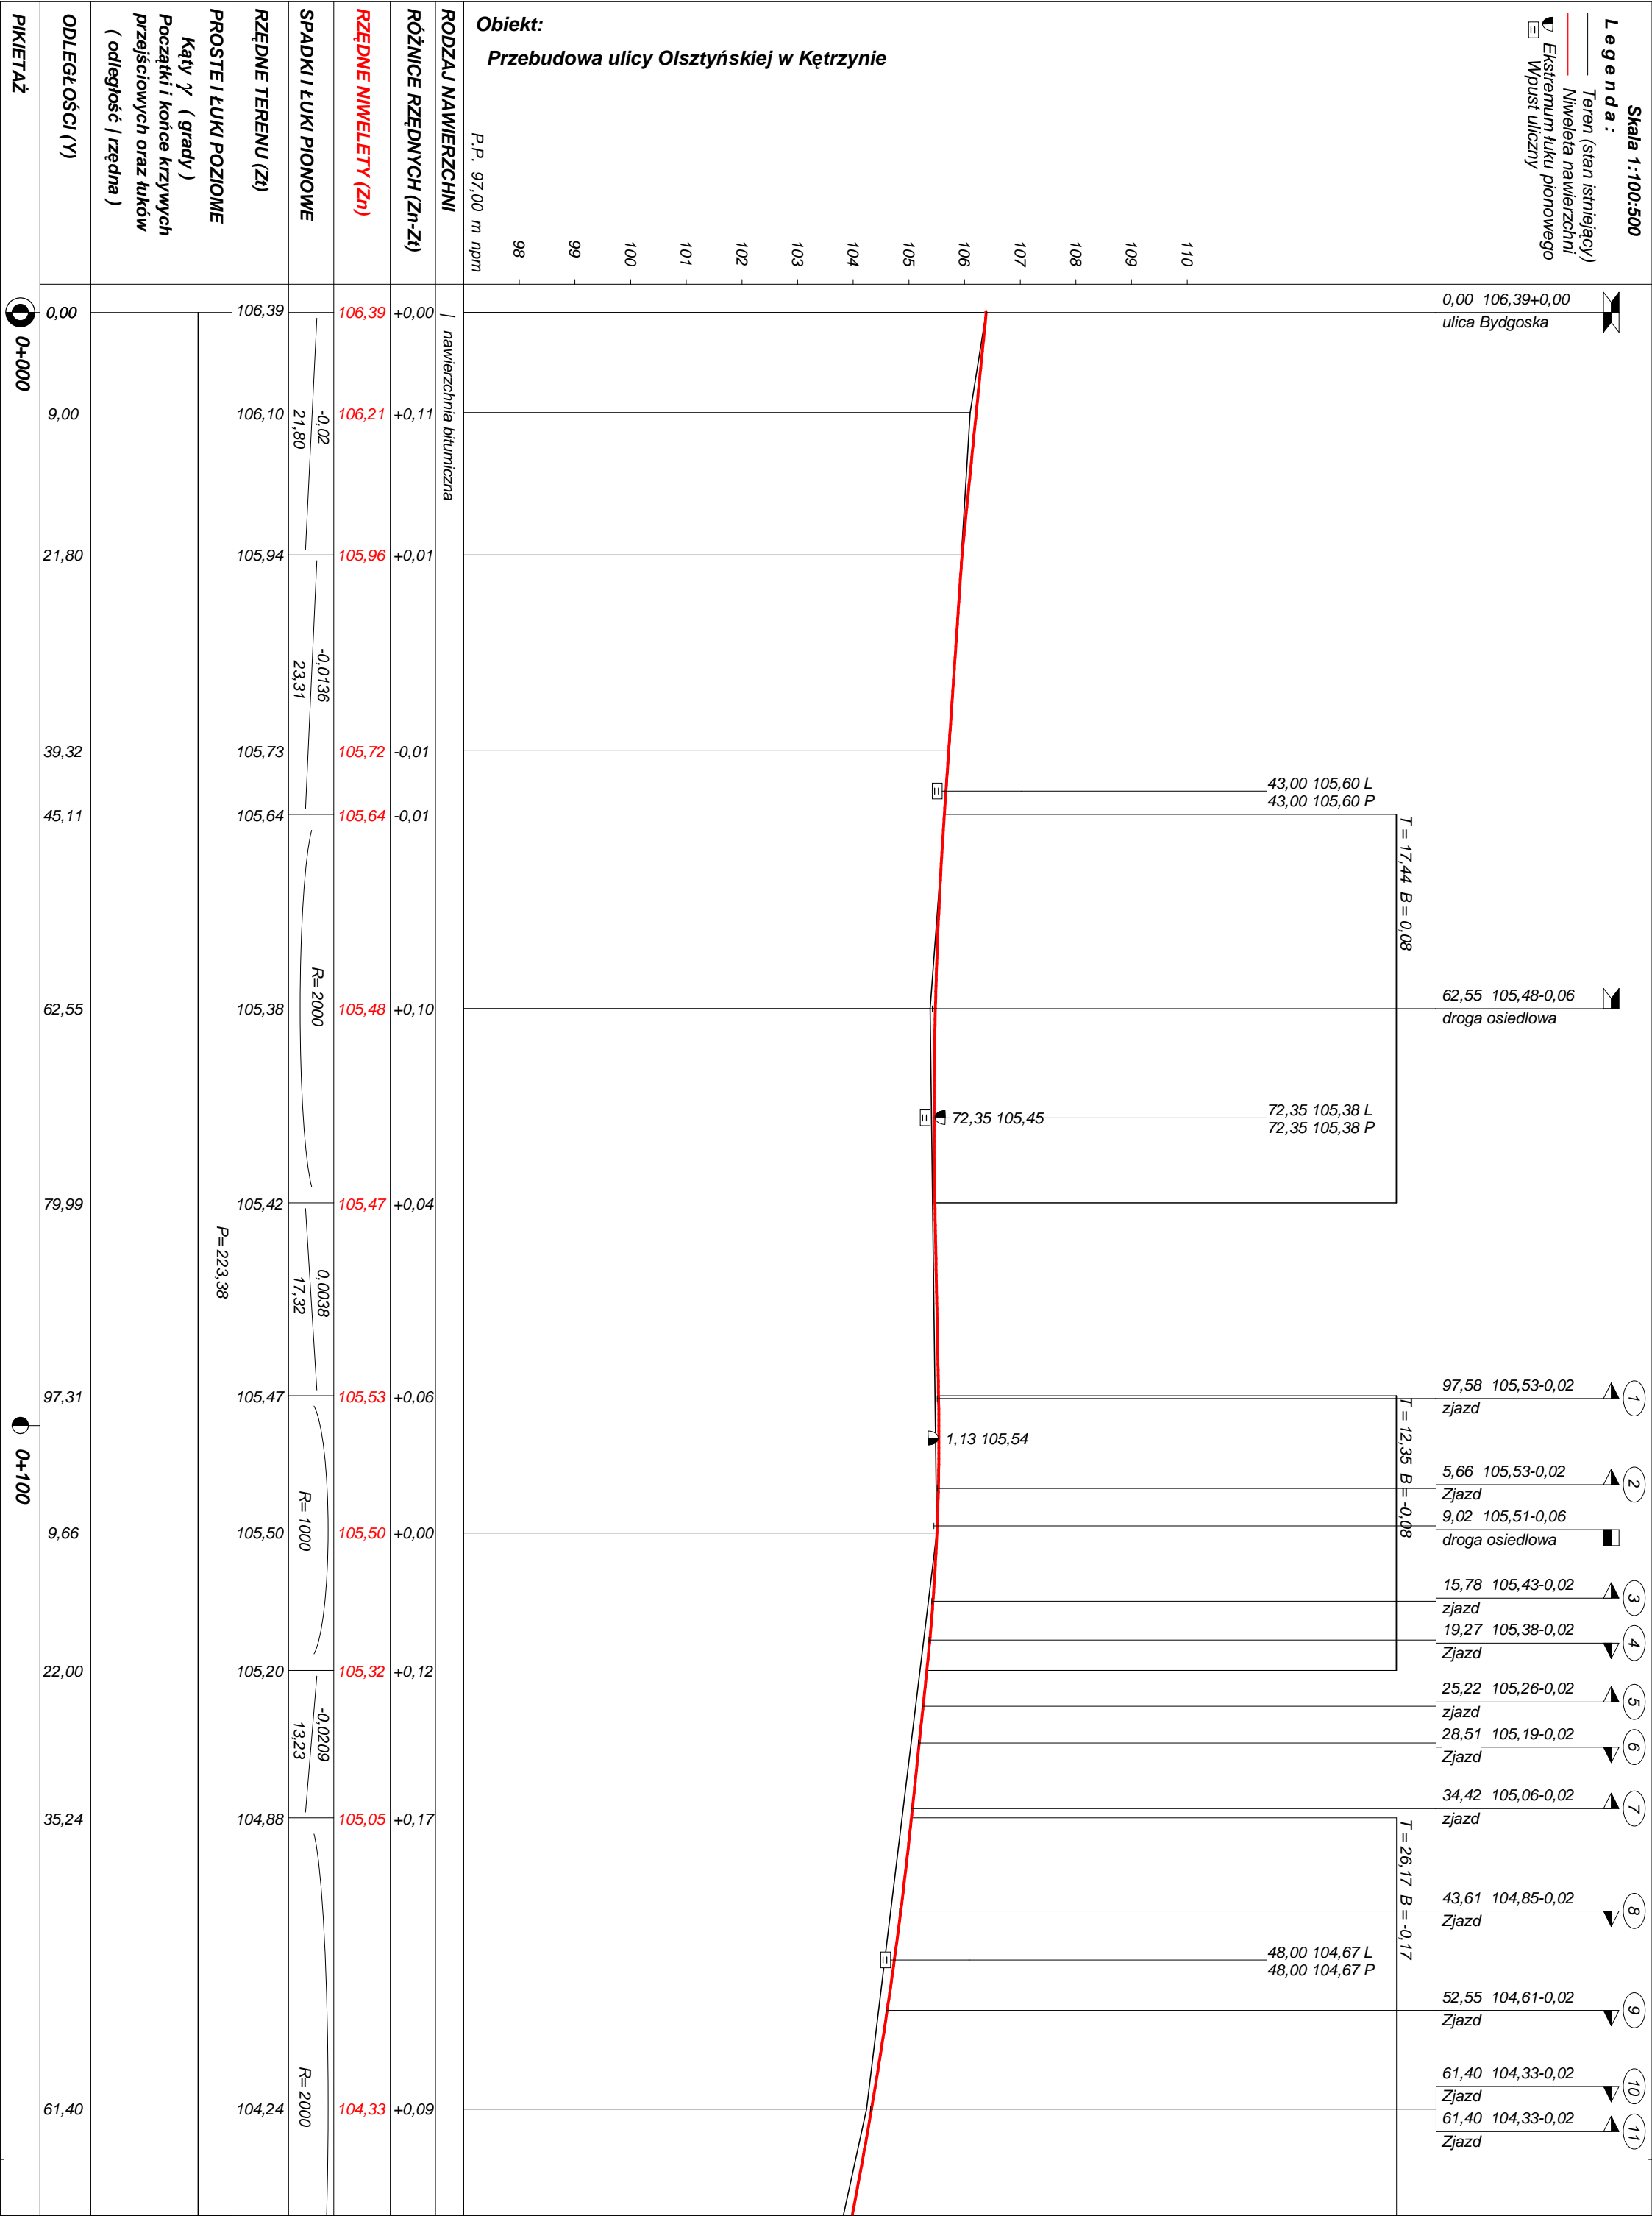 Skala 1:100:500
Legenda:
Teren (stan istniejący)
Niweleta nawierzchni
Ekstremum łuku pionowego
Wpust uliczny
Obiekt:
Przebudowa ulicy Olsztyńskiej w Kętrzynie
0,00 106,39+0,00
ulica Bydgoska
62,55 105,48-0,06
droga osiedlowa
1
97,58 105,53-0,02
zjazd
2
5,66 105,53-0,02
Zjazd
9,02 105,51-0,06
droga osiedlowa
3
15,78 105,43-0,02
zjazd
4
19,27 105,38-0,02
Zjazd
5
25,22 105,26-0,02
zjazd
6
28,51 105,19-0,02
Zjazd
7
34,42 105,06-0,02
zjazd
8
43,61 104,85-0,02
Zjazd
9
52,55 104,61-0,02
Zjazd
10
61,40 104,33-0,02
Zjazd
11
61,40 104,33-0,02
Zjazd
T = 17,44 B = 0,08
T = 12,35 B = -0,08
T = 26,17 B = -0,17
43,00 105,60 L
43,00 105,60 P
72,35 105,38 L
72,35 105,38 P
48,00 104,67 L
48,00 104,67 P
72,35 105,45
1,13 105,54
110
109
108
107
106
105
104
103
102
101
100
99
98
P.P. 97,00 m npm
RODZAJ NAWIERZCHNI | nawierzchnia bitumiczna
RÓŻNICE RZĘDNYCH (Zn-Zt) +0,00 +0,11 +0,01 -0,01 -0,01 +0,10 +0,04 +0,06 +0,00 +0,12 +0,17 +0,09
RZĘDNE NIWELETY (Zn) 106,39 106,21 105,96 105,72 105,64 105,48 105,47 105,53 105,50 105,32 105,05 104,33
SPADKI I ŁUKI PIONOWE -0,02 -0,0136 R= 2000 0,0038 R= 1000 -0,0209 R= 2000
21,80 23,31 17,32 13,23
RZĘDNE TERENU (Zt) 106,39 106,10 105,94 105,73 105,64 105,38 105,42 105,47 105,50 105,20 104,88 104,24
PROSTE I ŁUKI POZIOME P= 223,38
Kąty γ ( grady )
Początki i końce krzywych
przejściowych oraz łuków
( odległość | rzędna )
ODLEGŁOŚCI (Y) 0,00 9,00 21,80 39,32 45,11 62,55 79,99 97,31 9,66 22,00 35,24 61,40
PIKIETAŻ 0+000 0+100